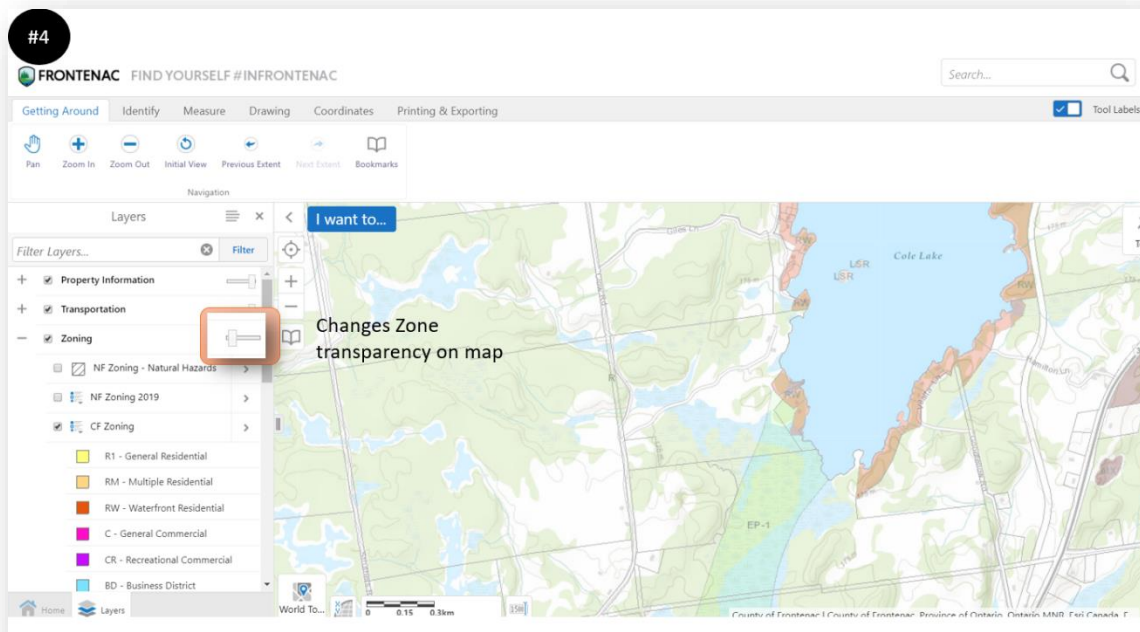 #4
FRONTENAC FIND YOURSELF #INFRONTENAC
Search...
Getting Around Identify Measure Drawing Coordinates Printing & Exporting
Tool Labels
Pan Zoom In Zoom Out Initial View Previous Extent Next Extent Bookmarks
Navigation
Layers
I want to...
Filter Layers... Filter
Property Information
Transportation
Zoning
Changes Zone
transparency on map
NF Zoning - Natural Hazards
NF Zoning 2019
CF Zoning
R1 - General Residential
RM - Multiple Residential
RW - Waterfront Residential
C - General Commercial
CR - Recreational Commercial
BD - Business District
Home Layers
World To...
0 0.15 0.3km
RW
LSR
LSR
Cole Lake
RW
RW
RW
R
EP-1
County of Frontenac | County of Frontenac, Province of Ontario, Ontario MNR, Esri Canada, E